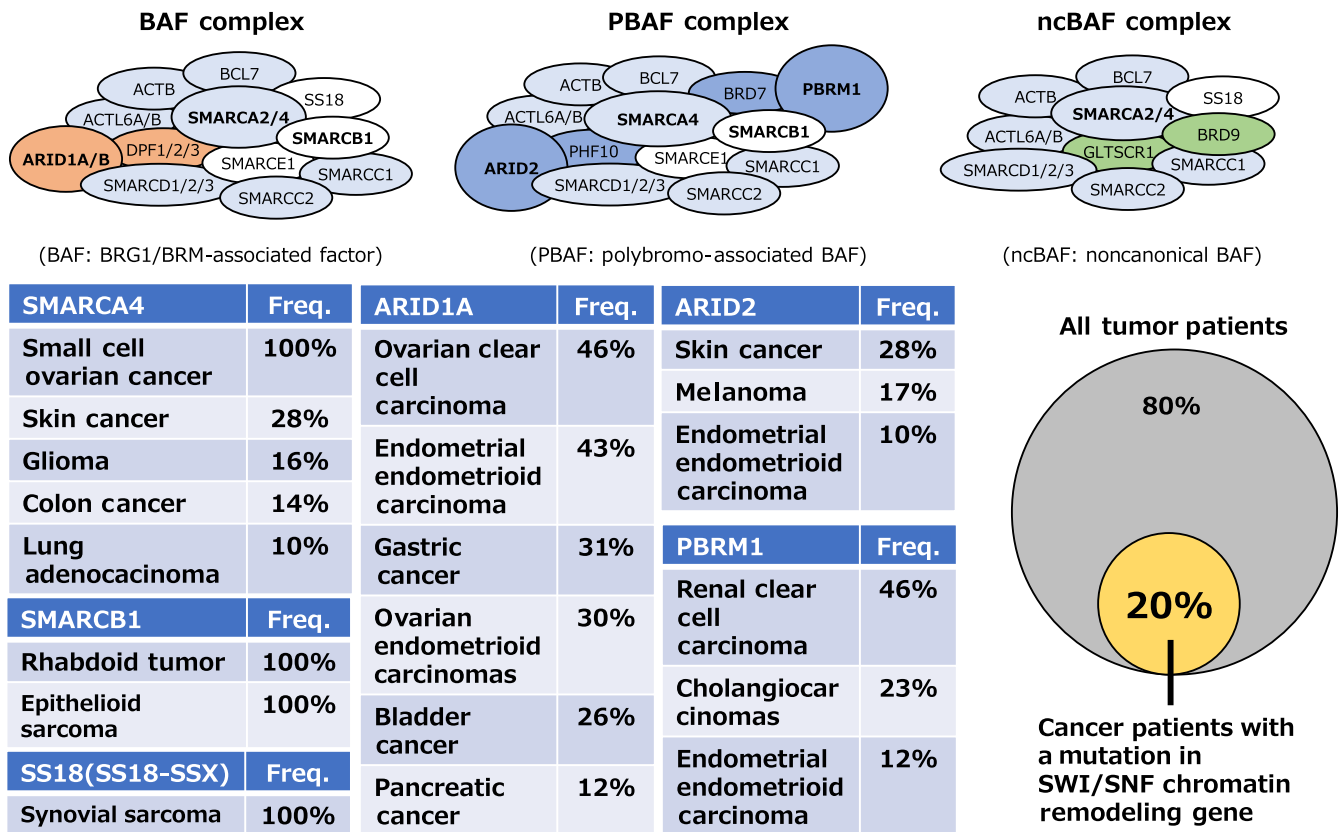 BAF complex
BCL7
ACTB
SS18
ACTL6A/B
SMARCA2/4
SMARCB1
ARID1A/B
DPF1/2/3
SMARCE1
SMARCC1
SMARCD1/2/3
SMARCC2
(BAF: BRG1/BRM-associated factor)
PBAF complex
BCL7
ACTB
BRD7
PBRM1
ACTL6A/B
SMARCA4
SMARCB1
ARID2
PHF10
SMARCE1
SMARCC1
SMARCD1/2/3
SMARCC2
(PBAF: polybromo-associated BAF)
ncBAF complex
BCL7
ACTB
SS18
SMARCA2/4
ACTL6A/B
BRD9
GLTSCR1
SMARCD1/2/3
SMARCC1
SMARCC2
(ncBAF: noncanonical BAF)
SMARCA4 Freq.
Small cell 100%
ovarian cancer
Skin cancer 28%
Glioma 16%
Colon cancer 14%
Lung 10%
adenocacinoma
SMARCB1 Freq.
Rhabdoid tumor 100%
Epithelioid 100%
sarcoma
SS18(SS18-SSX) Freq.
Synovial sarcoma 100%
ARID1A Freq.
Ovarian clear 46%
cell
carcinoma
Endometrial 43%
endometrioid
carcinoma
Gastric 31%
cancer
Ovarian 30%
endometrioid
carcinomas
Bladder 26%
cancer
Pancreatic 12%
cancer
ARID2 Freq.
Skin cancer 28%
Melanoma 17%
Endometrial 10%
endometrioid
carcinoma
PBRM1 Freq.
Renal clear 46%
cell
carcinoma
Cholangiocar 23%
cinomas
Endometrial 12%
endometrioid
carcinoma
All tumor patients
80%
20%
Cancer patients with
a mutation in
SWI/SNF chromatin
remodeling gene